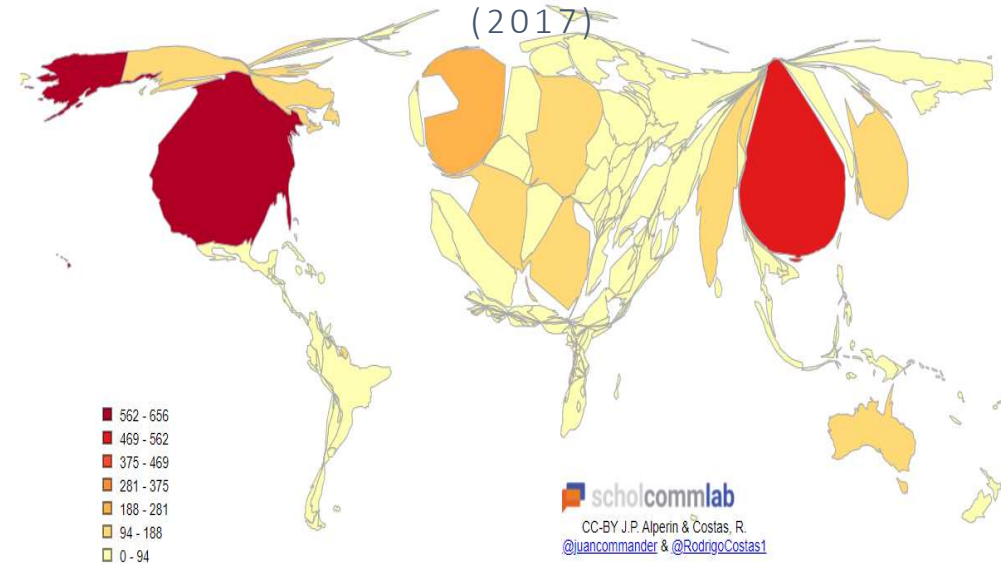 (2017)
562 - 656
469 - 562
375 - 469
281 - 375
188 - 281
94 - 188
0 - 94
scholcommlab
CC-BY J.P. Alperin & Costas, R.
@juancommander & @RodrigoCostas1